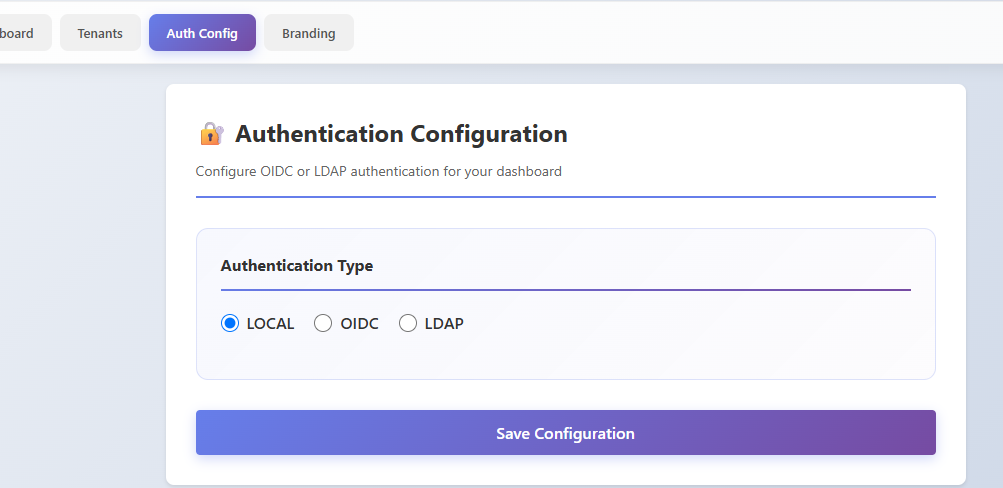 board Tenants Auth Config Branding
Authentication Configuration
Configure OIDC or LDAP authentication for your dashboard
Authentication Type
LOCAL OIDC LDAP
Save Configuration